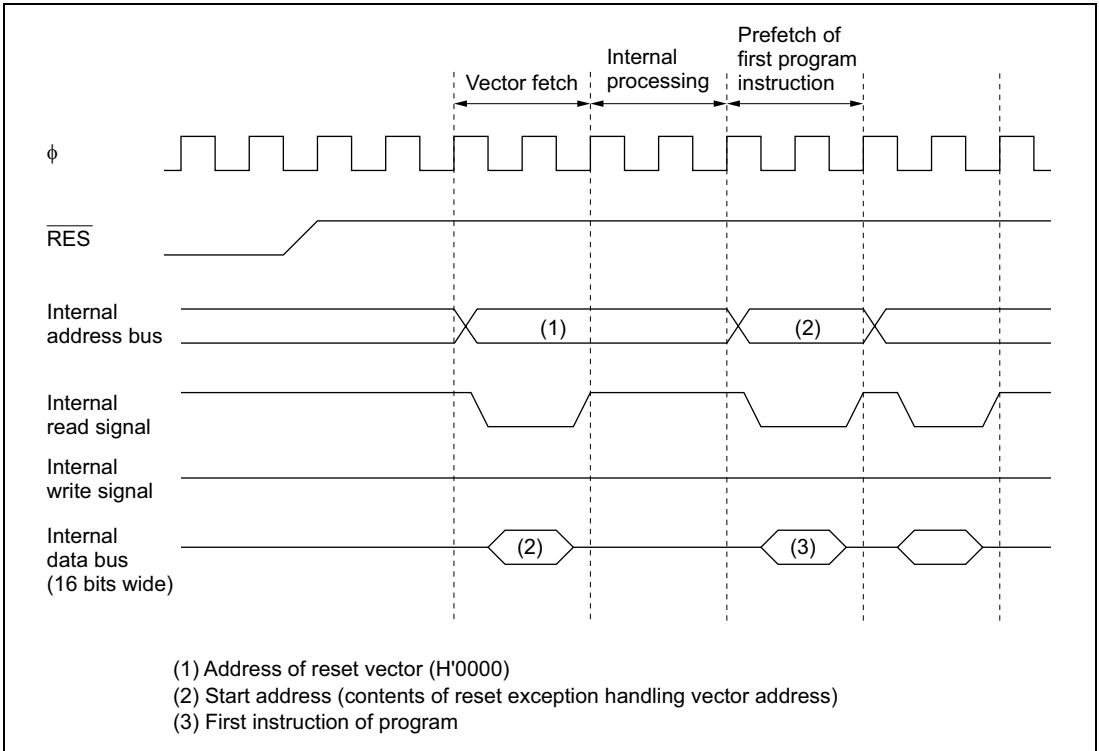 Prefetch of
first program
instruction
Internal
processing
Vector fetch
ϕ
RES
Internal
address bus
(1)
(2)
Internal
read signal
Internal
write signal
Internal
data bus
(16 bits wide)
(2)
(3)
(1) Address of reset vector (H'0000)
(2) Start address (contents of reset exception handling vector address)
(3) First instruction of program